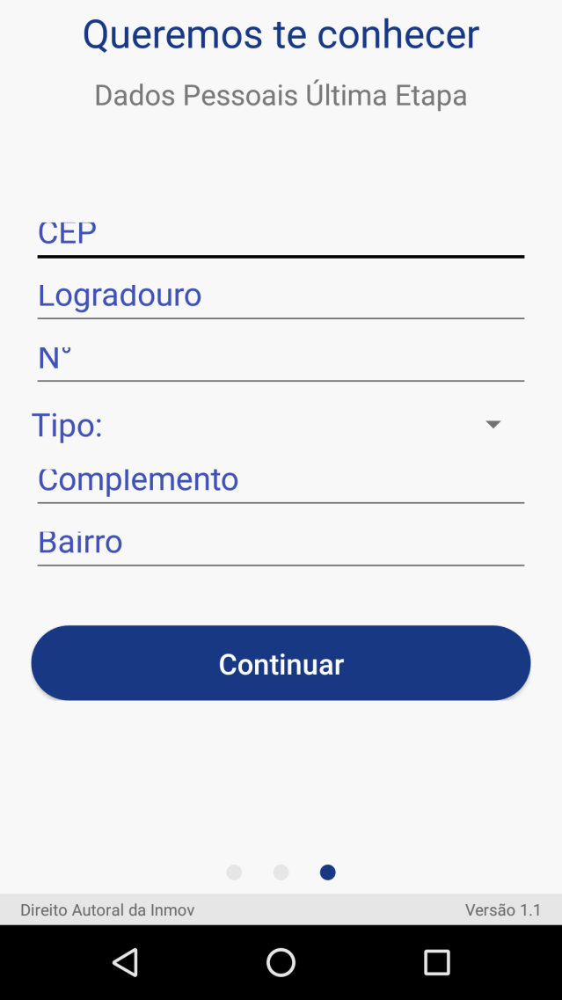 Queremos te conhecer
Dados Pessoais Última Etapa
CEP
Logradouro
N°
Tipo:
Complemento
Bairro
Continuar
Direito Autoral da Inmov Versão 1.1